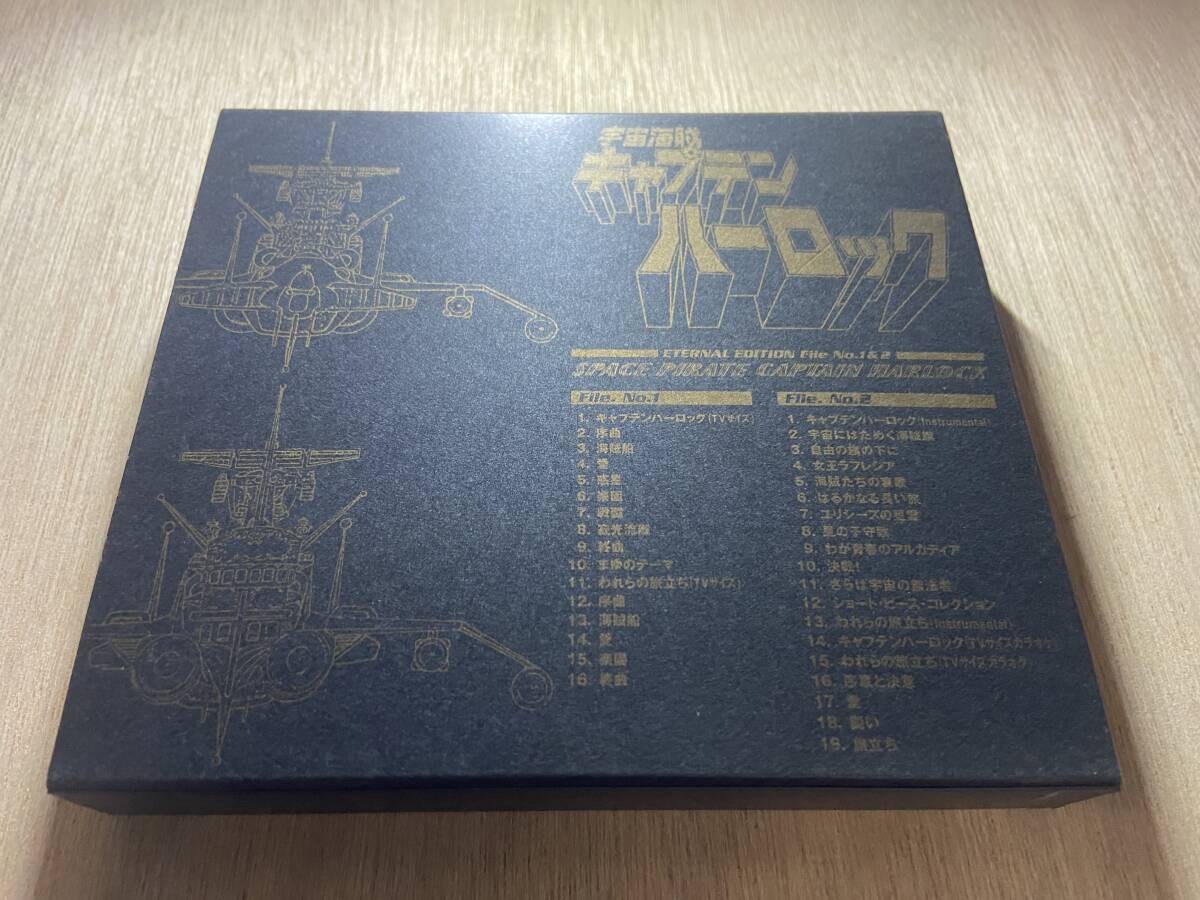 宇宙海賊
キャプテン
ハーロック
ETERNAL EDITION File No.1&2
SPACE PIRATE CAPTAIN HARLOCK
File. No.1
1. キャプテンハーロック(TVサイズ)
2. 序曲
3. 海賊船
4. 愛
5. 惑星
6. 楽園
7. 戦闘
8. 流
9. 終曲
10. まゆのテーマ
11. われらの旅立ち(TVサイズ)
12. 序曲
13. 海賊船
14. 愛
15. 楽園
16. 終曲
File. No.2
1. キャプテンハーロック(Instrumental)
2. 宇宙にはためく海賊旗
3. 自由の旗の下に
4. 女王ラフレシア
5. 海賊たちの哀歌
6. はるかなる長い旅
7. ユリシーズの星雲
8. 星の子守歌
9. わが青春のアルカディア
10. 決戦!
11. さらば宇宙の無法者
12. ショート・ピース・コレクション
13. われらの旅立ち(Instrumental)
14. キャプテンハーロック(TVサイズカラオケ)
15. われらの旅立ち(TVサイズカラオケ)
16. と決意
17. 愛
18. 闘い
19. 旅立ち